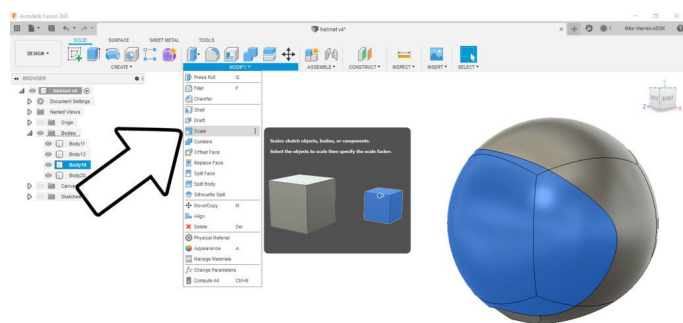 Autodesk Fusion 360
helmet v4*
1
Mike Warren ADSK
SOLID SURFACE SHEET METAL TOOLS
DESIGN
CREATE MODIFY ASSEMBLE CONSTRUCT INSPECT INSERT SELECT
BROWSER
helmet v4
Document Settings
Named Views
Origin
Bodies
Body11
Body13
Body19
Body20
Canvas
Sketches
Press Pull Q
Fillet F
Chamfer
Shell
Draft
Scale
Combine
Offset Face
Replace Face
Split Face
Split Body
Silhouette Split
Move/Copy M
Align
Delete Del
Physical Material
Appearance A
Manage Materials
Change Parameters
Compute All Ctrl+B
Scales sketch objects, bodies, or components.
Select the objects to scale then specify the scale factor.
RIGHT
Z
X